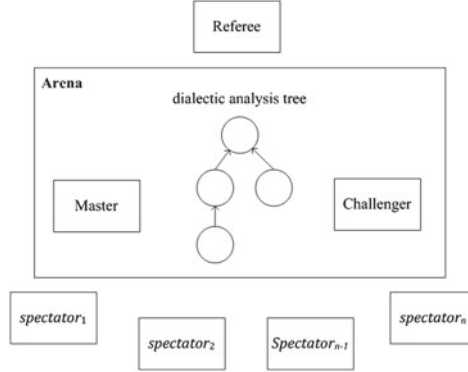 Referee
Arena
dialectic analysis tree
Master
Challenger
spectator₁
spectator₂
Spectatorₙ₋₁
spectatorₙ